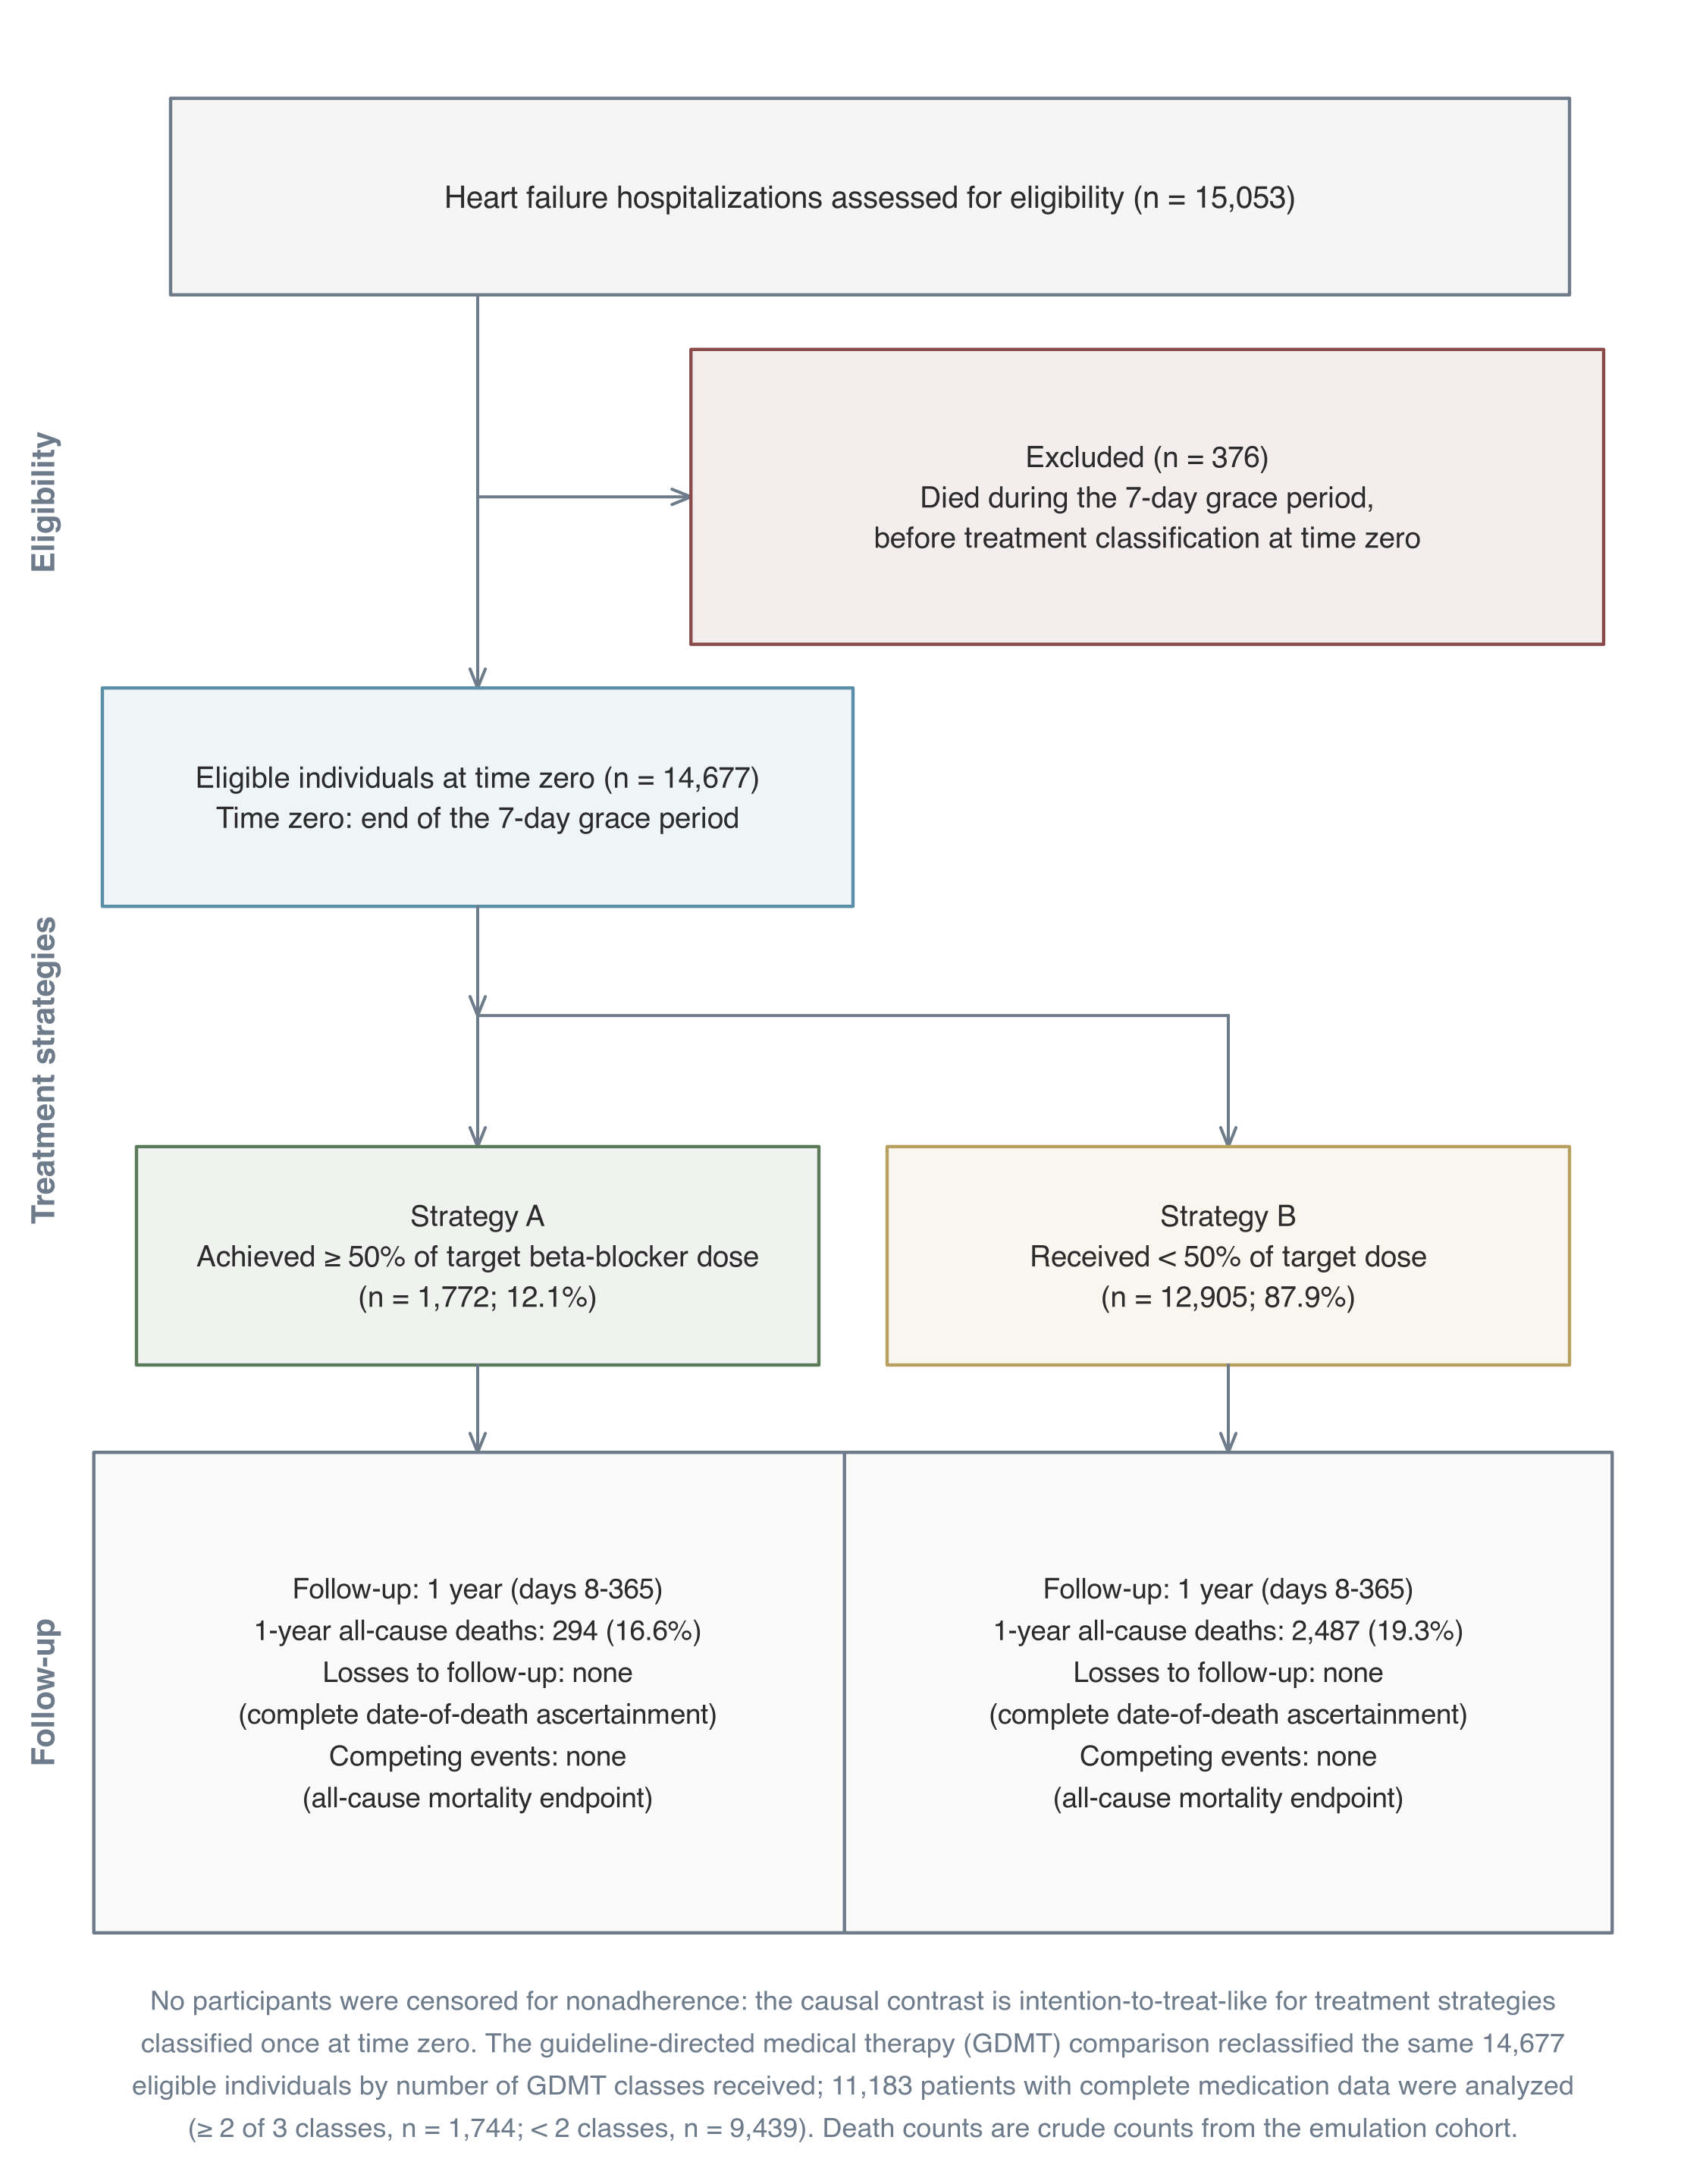 Heart failure hospitalizations assessed for eligibility (n = 15,053)
Eligibility
Excluded (n = 376)
Died during the 7-day grace period,
before treatment classification at time zero
Eligible individuals at time zero (n = 14,677)
Time zero: end of the 7-day grace period
Treatment strategies
Strategy A
Achieved ≥ 50% of target beta-blocker dose
(n = 1,772; 12.1%)
Strategy B
Received < 50% of target dose
(n = 12,905; 87.9%)
Follow-up
Follow-up: 1 year (days 8-365)
1-year all-cause deaths: 294 (16.6%)
Losses to follow-up: none
(complete date-of-death ascertainment)
Competing events: none
(all-cause mortality endpoint)
Follow-up: 1 year (days 8-365)
1-year all-cause deaths: 2,487 (19.3%)
Losses to follow-up: none
(complete date-of-death ascertainment)
Competing events: none
(all-cause mortality endpoint)
No participants were censored for nonadherence: the causal contrast is intention-to-treat-like for treatment strategies
classified once at time zero. The guideline-directed medical therapy (GDMT) comparison reclassified the same 14,677
eligible individuals by number of GDMT classes received; 11,183 patients with complete medication data were analyzed
(≥ 2 of 3 classes, n = 1,744; < 2 classes, n = 9,439). Death counts are crude counts from the emulation cohort.